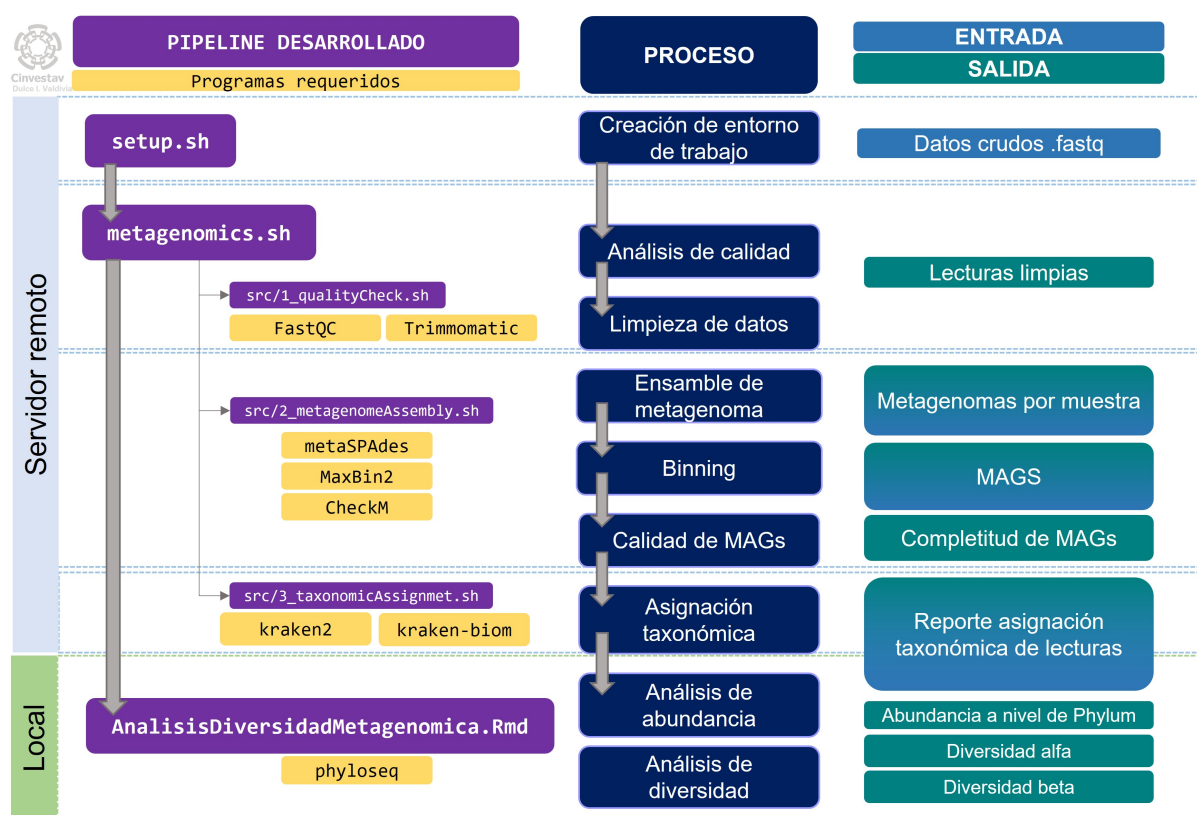 Cinvestav
Dulce I. Valdivia
PIPELINE DESARROLLADO
Programas requeridos
PROCESO
ENTRADA
SALIDA
Servidor remoto
setup.sh
Creación de entorno
de trabajo
Datos crudos .fastq
metagenomics.sh
Análisis de calidad
Lecturas limpias
src/1_qualityCheck.sh
FastQC
Trimmomatic
Limpieza de datos
Ensamble de
metagenoma
Metagenomas por muestra
src/2_metagenomeAssembly.sh
metaSPAdes
MaxBin2
CheckM
Binning
MAGS
Calidad de MAGs
Completitud de MAGs
src/3_taxonomicAssignmet.sh
kraken2
kraken-biom
Asignación
taxonómica
Reporte asignación
taxonómica de lecturas
Local
AnalisisDiversidadMetagenomica.Rmd
phyloseq
Análisis de
abundancia
Abundancia a nivel de Phylum
Análisis de
diversidad
Diversidad alfa
Diversidad beta